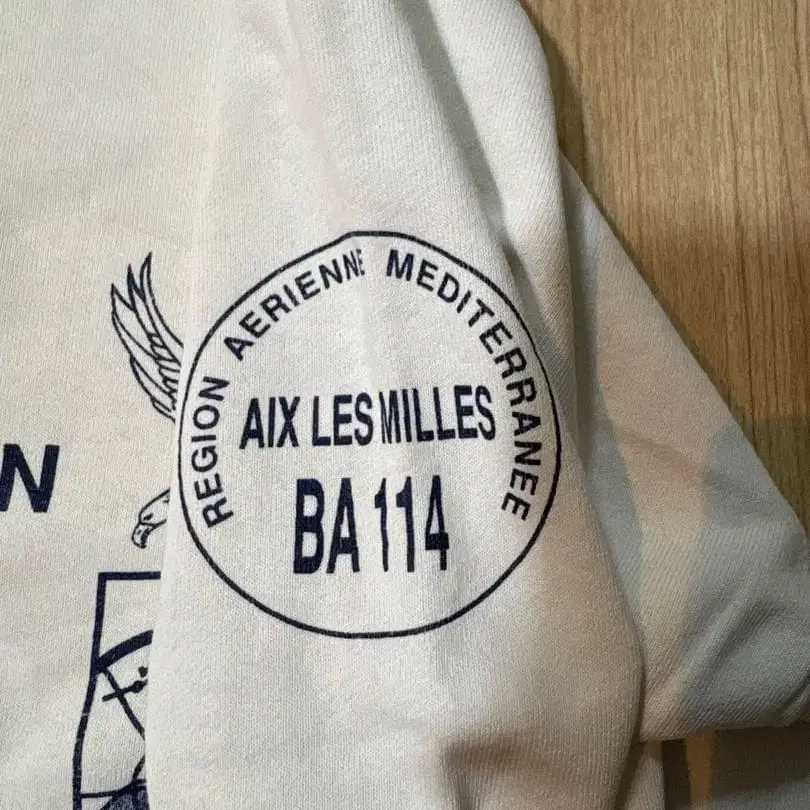 REGION AERIENNE MEDITERRANEE
AIX LES MILLES
BA 114
N